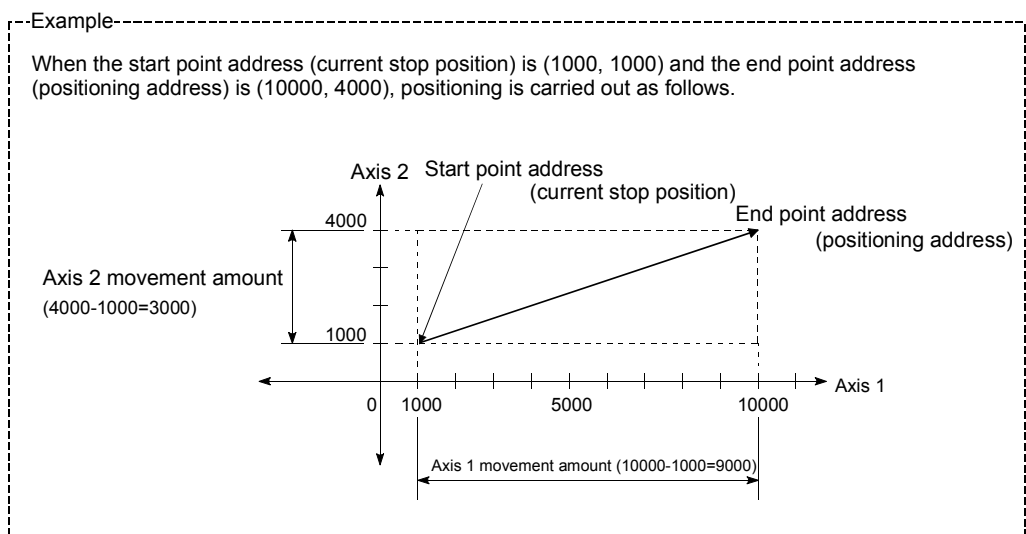 Example
When the start point address (current stop position) is (1000, 1000) and the end point address
(positioning address) is (10000, 4000), positioning is carried out as follows.
Axis 2
Start point address
(current stop position)
End point address
(positioning address)
4000
Axis 2 movement amount
(4000-1000=3000)
1000
Axis 1
0
1000
5000
10000
Axis 1 movement amount (10000-1000=9000)